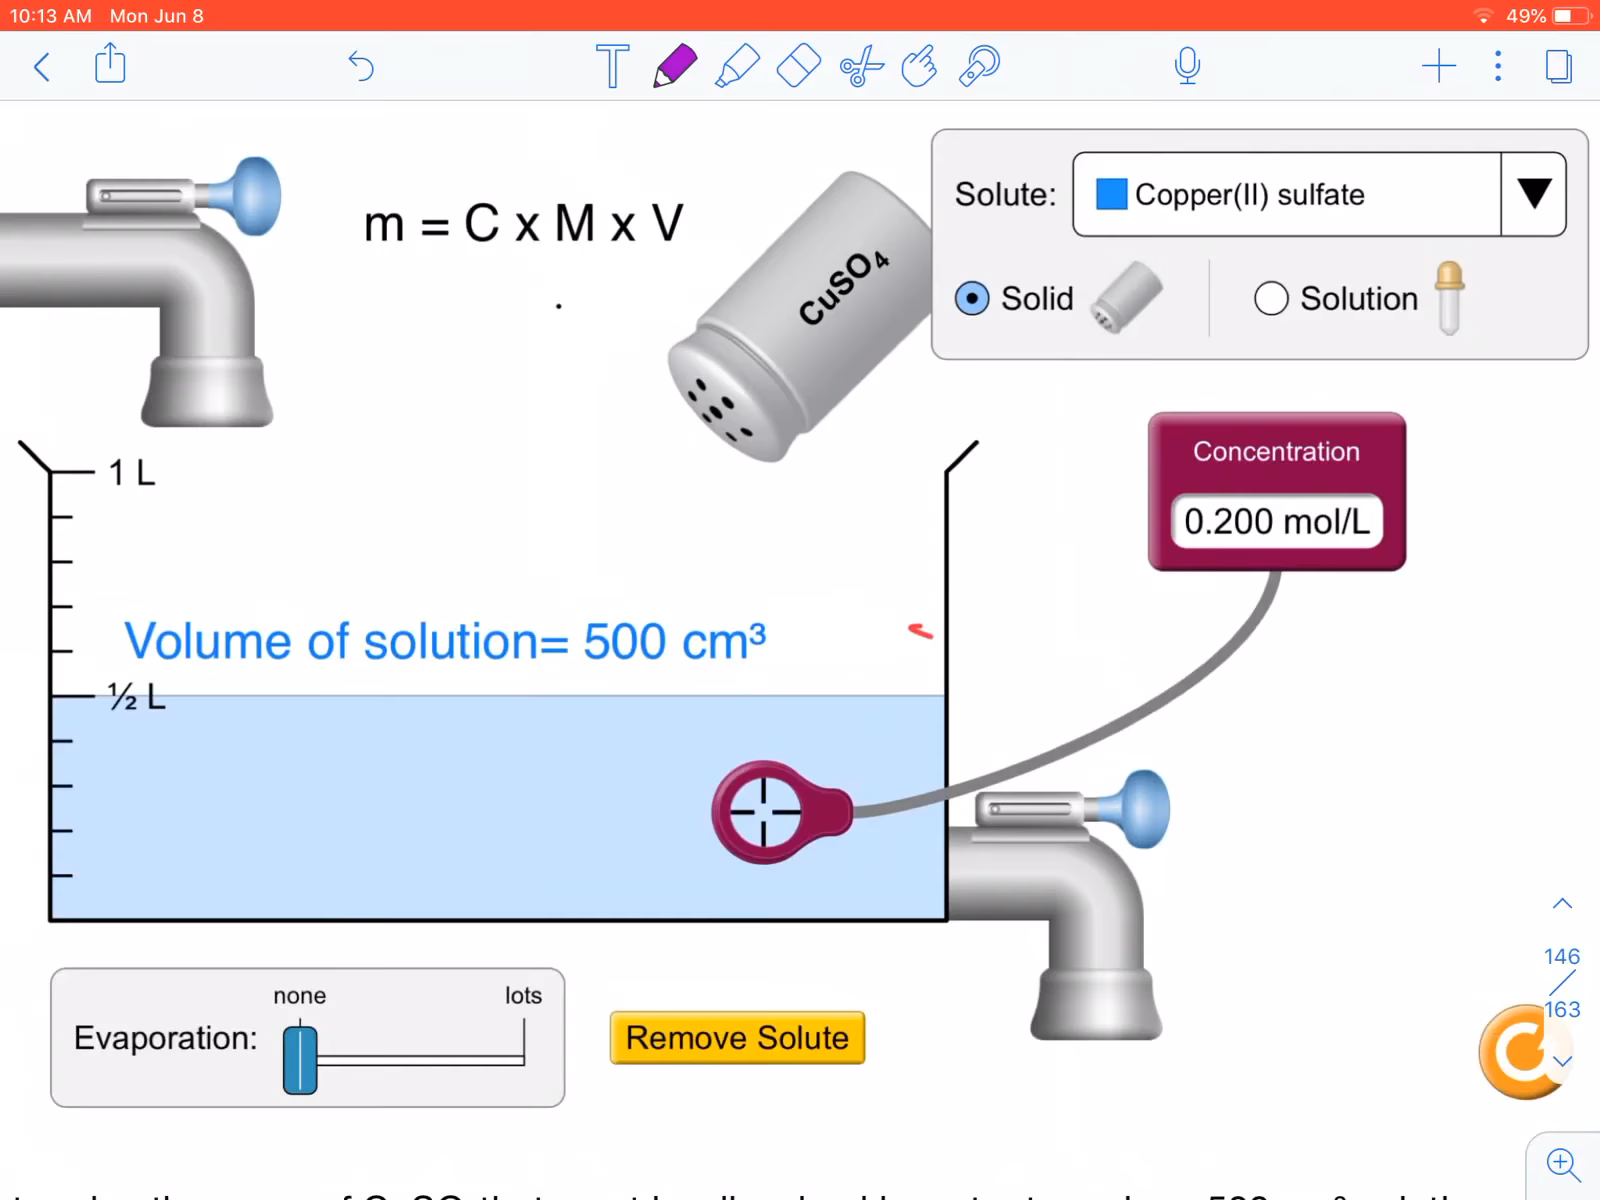 10:13 AM Mon Jun 8
49%
m = C x M x V
CuSO₄
Solute: Copper(II) sulfate
Solid
Solution
Concentration
0.200 mol/L
1 L
Volume of solution= 500 cm³
½ L
none
lots
Evaporation:
Remove Solute
146
163